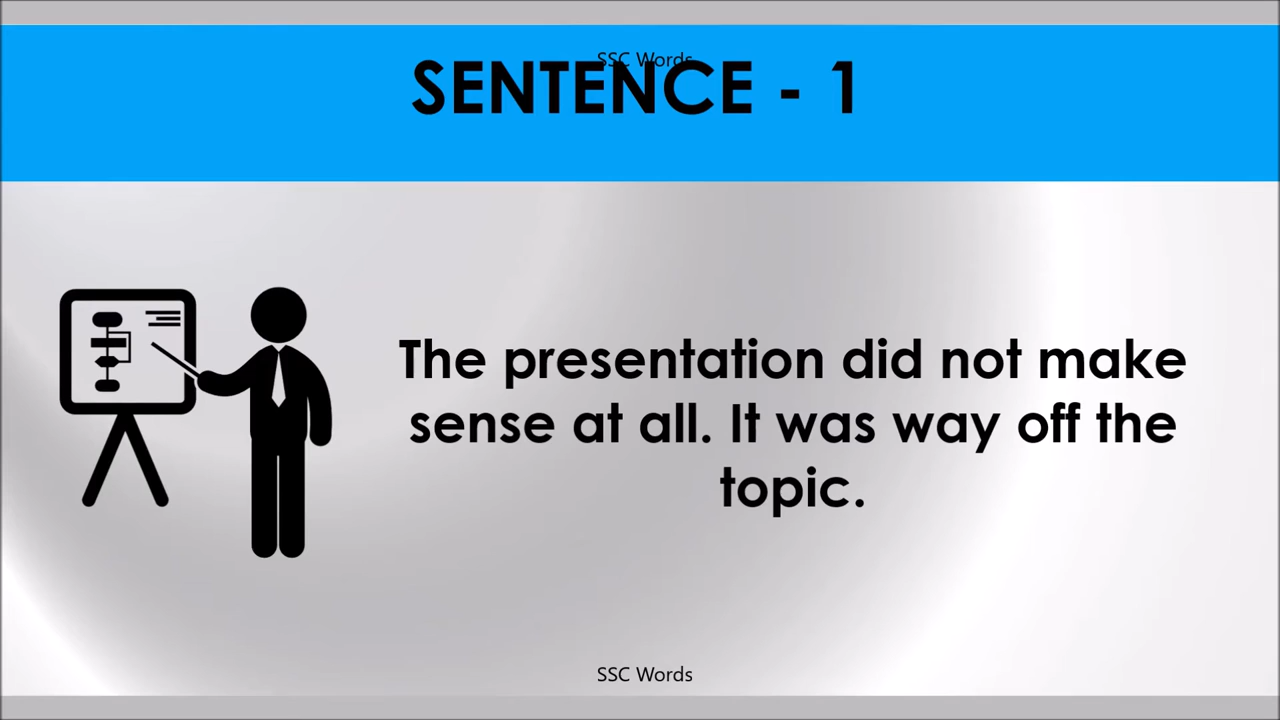 SSC Words
SENTENCE - 1
The presentation did not make
sense at all. It was way off the
topic.
SSC Words